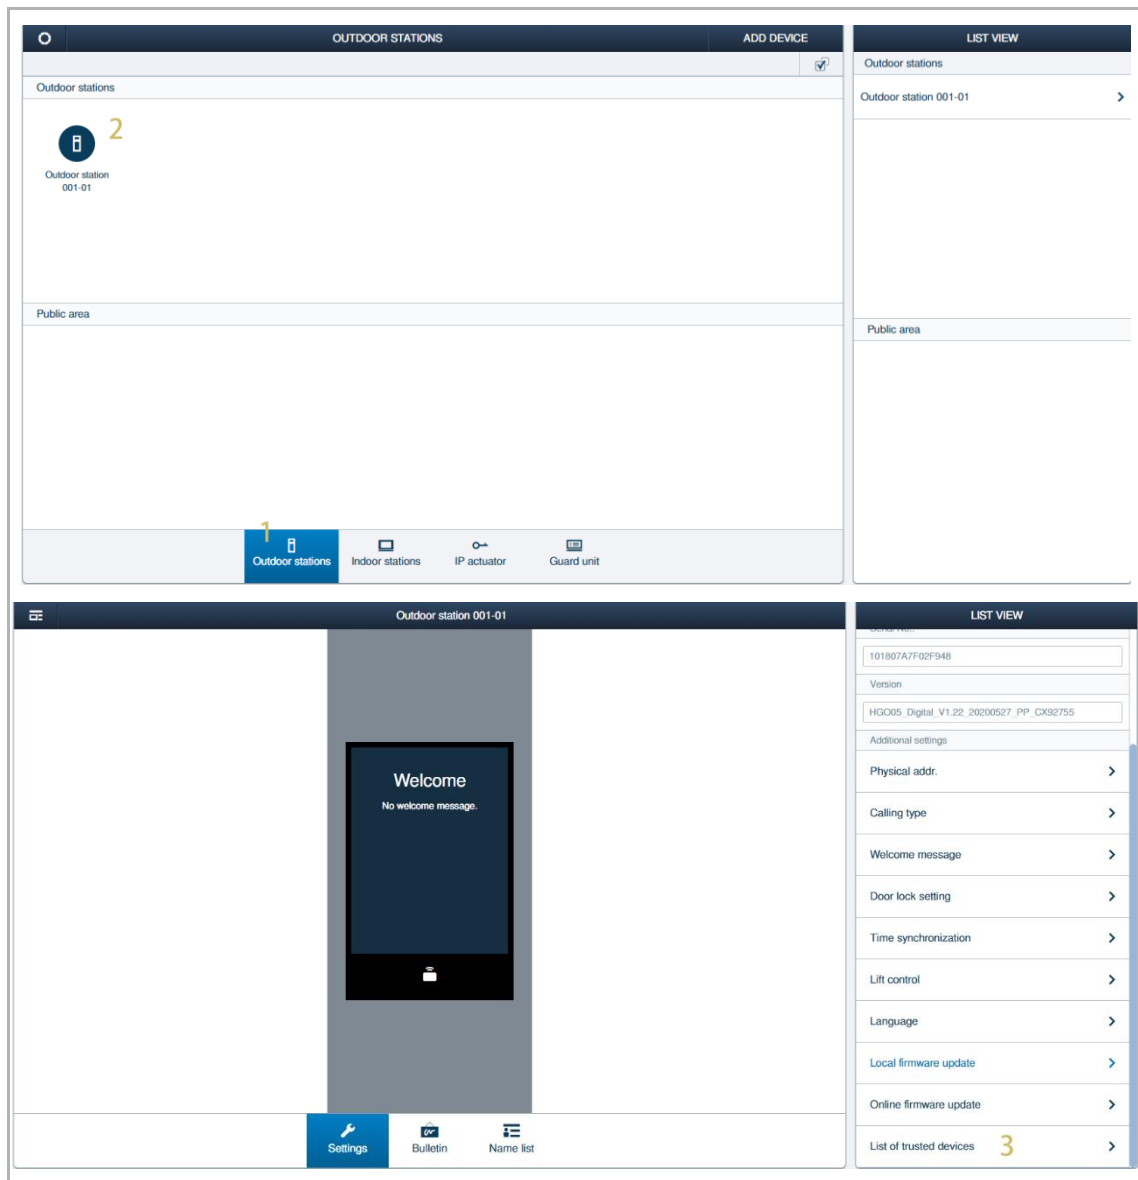 OUTDOOR STATIONS
ADD DEVICE
Outdoor stations
2
Outdoor station
001-01
Public area
1
Outdoor stations
Indoor stations
IP actuator
Guard unit
LIST VIEW
Outdoor stations
Outdoor station 001-01
Public area
Outdoor station 001-01
Welcome
No welcome message.
Settings
Bulletin
Name list
LIST VIEW
Serial No.:
101807A7F02F948
Version
HGO05_Digital_V1.22_20200527_PP_CX92755
Additional settings
Physical addr.
Calling type
Welcome message
Door lock setting
Time synchronization
Lift control
Language
Local firmware update
Online firmware update
List of trusted devices
3